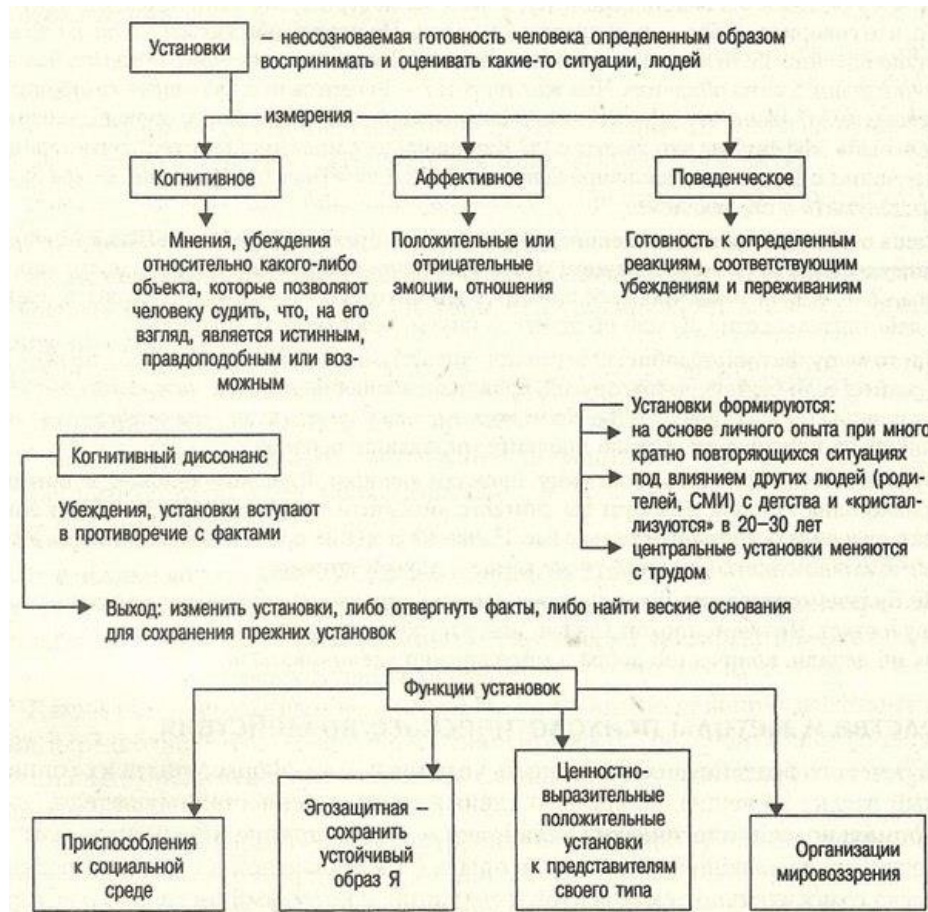 Установки
– неосознаваемая готовность человека определенным образом
воспринимать и оценивать какие-то ситуации, людей
измерения
Когнитивное
Аффективное
Поведенческое
Мнения, убеждения
относительно какого-либо
объекта, которые позволяют
человеку судить, что, на его
взгляд, является истинным,
правдоподобным или воз-
можным
Положительные или
отрицательные
эмоции, отношения
Готовность к определенным
реакциям, соответствующим
убеждениям и переживаниям
Когнитивный диссонанс
Убеждения, установки вступают
в противоречие с фактами
Установки формируются:
на основе личного опыта при много
кратно повторяющихся ситуациях
под влиянием других людей (роди-
телей, СМИ) с детства и «кристал-
лизуются» в 20–30 лет
центральные установки меняются
с трудом
Выход: изменить установки, либо отвергнуть факты, либо найти веские основания
для сохранения прежних установок
Функции установок
Приспособления
к социальной
среде
Эгозащитная –
сохранить
устойчивый
образ Я
Ценностно-
выразительные
положительные
установки
к представителям
своего типа
Организации
мировоззрения